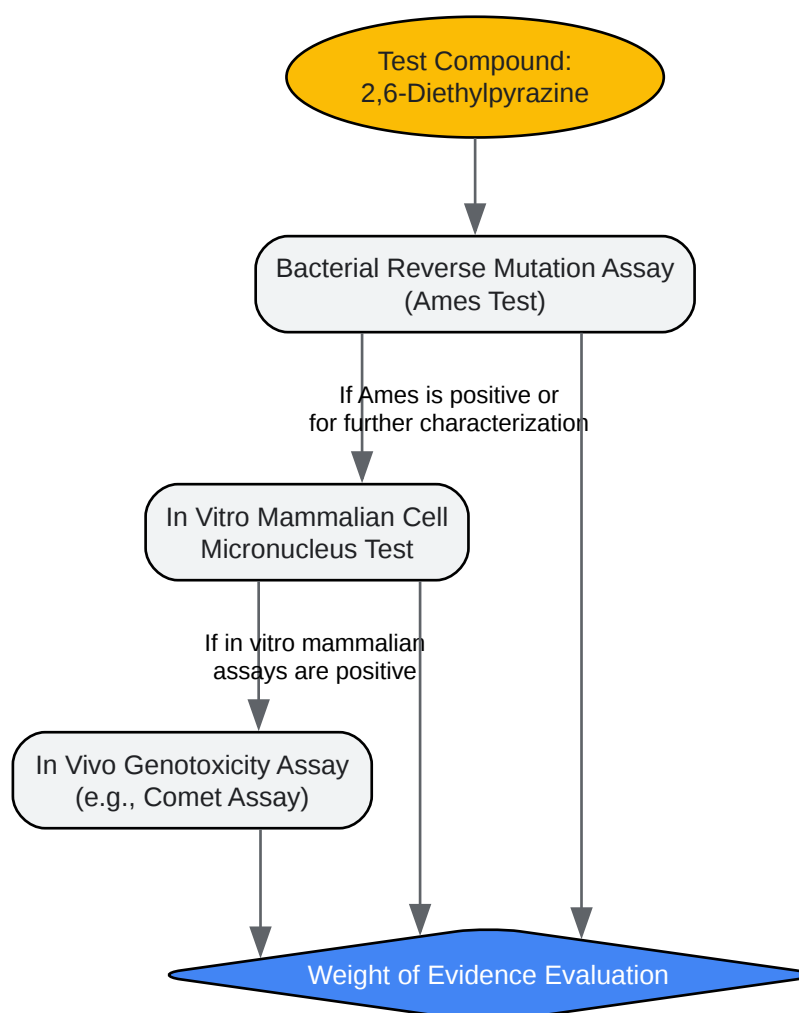 Test Compound:
2,6-Diethylpyrazine
Bacterial Reverse Mutation Assay
(Ames Test)
If Ames is positive or
for further characterization
In Vitro Mammalian Cell
Micronucleus Test
If in vitro mammalian
assays are positive
In Vivo Genotoxicity Assay
(e.g., Comet Assay)
Weight of Evidence Evaluation